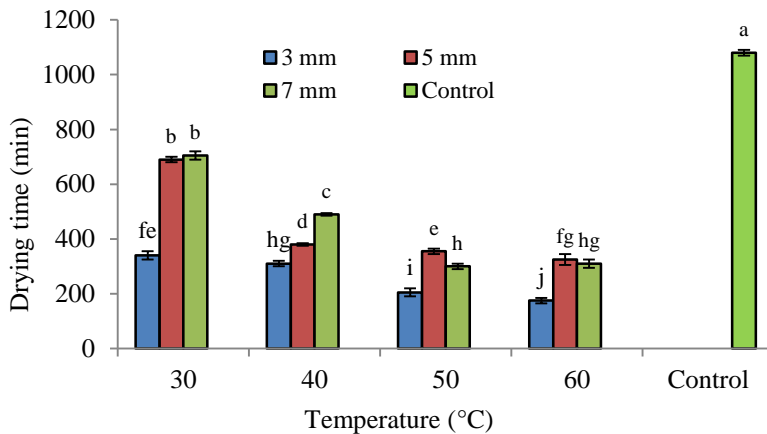 1200
1000
800
600
400
200
0
Drying time (min)
3 mm
5 mm
7 mm
Control
fe
b
b
hg
d
c
i
e
h
j
fg
hg
a
30
40
50
60
Control
Temperature (°C)